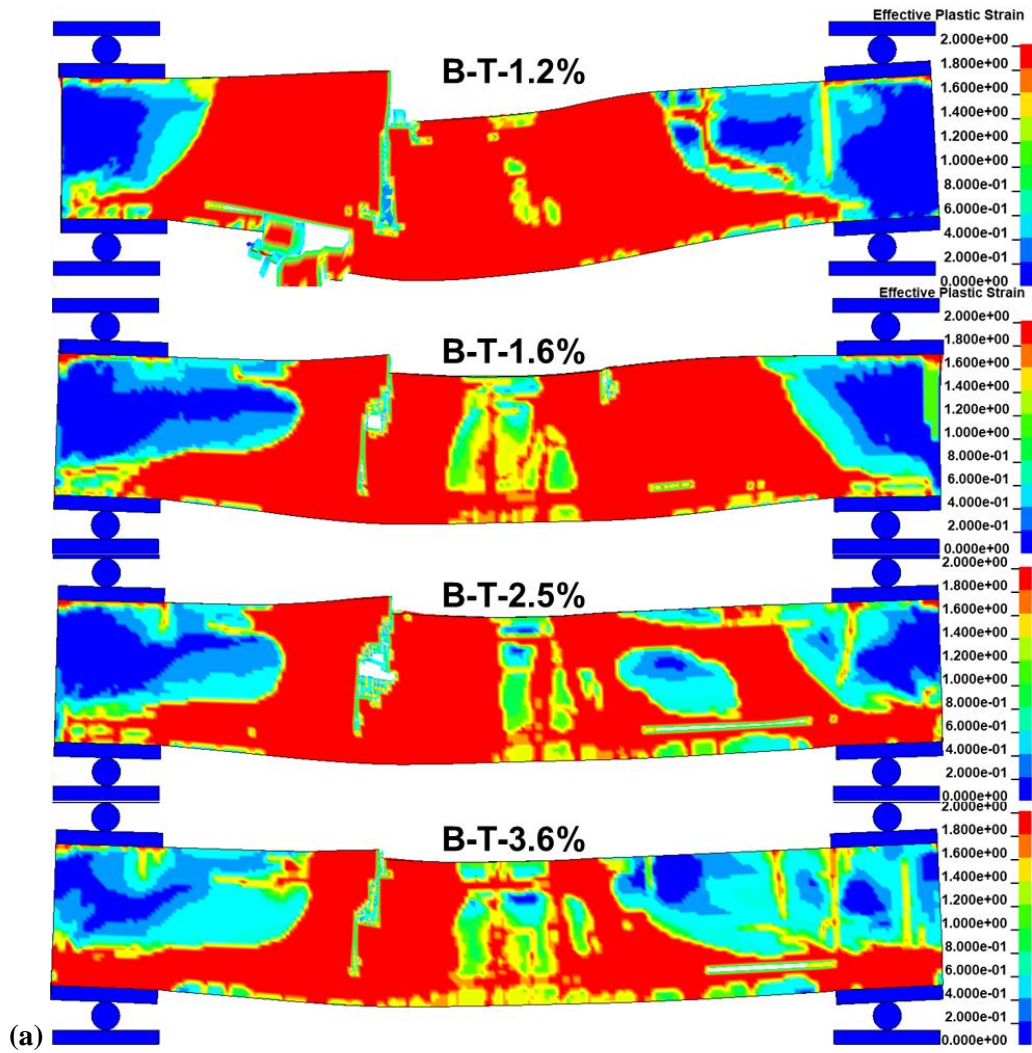 Effective Plastic Strain
2.000e+00
1.800e+00
1.600e+00
1.400e+00
1.200e+00
1.000e+00
8.000e-01
6.000e-01
4.000e-01
2.000e-01
0.000e+00
B-T-1.2%
Effective Plastic Strain
2.000e+00
1.800e+00
1.600e+00
1.400e+00
1.200e+00
1.000e+00
8.000e-01
6.000e-01
4.000e-01
2.000e-01
0.000e+00
B-T-1.6%
2.000e+00
1.800e+00
1.600e+00
1.400e+00
1.200e+00
1.000e+00
8.000e-01
6.000e-01
4.000e-01
2.000e-01
0.000e+00
B-T-2.5%
2.000e+00
1.800e+00
1.600e+00
1.400e+00
1.200e+00
1.000e+00
8.000e-01
6.000e-01
4.000e-01
2.000e-01
0.000e+00
B-T-3.6%
(a)